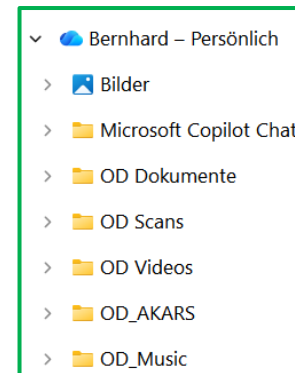 Bernhard – Persönlich
Bilder
Microsoft Copilot Chat
OD Dokumente
OD Scans
OD Videos
OD_AKARS
OD_Music